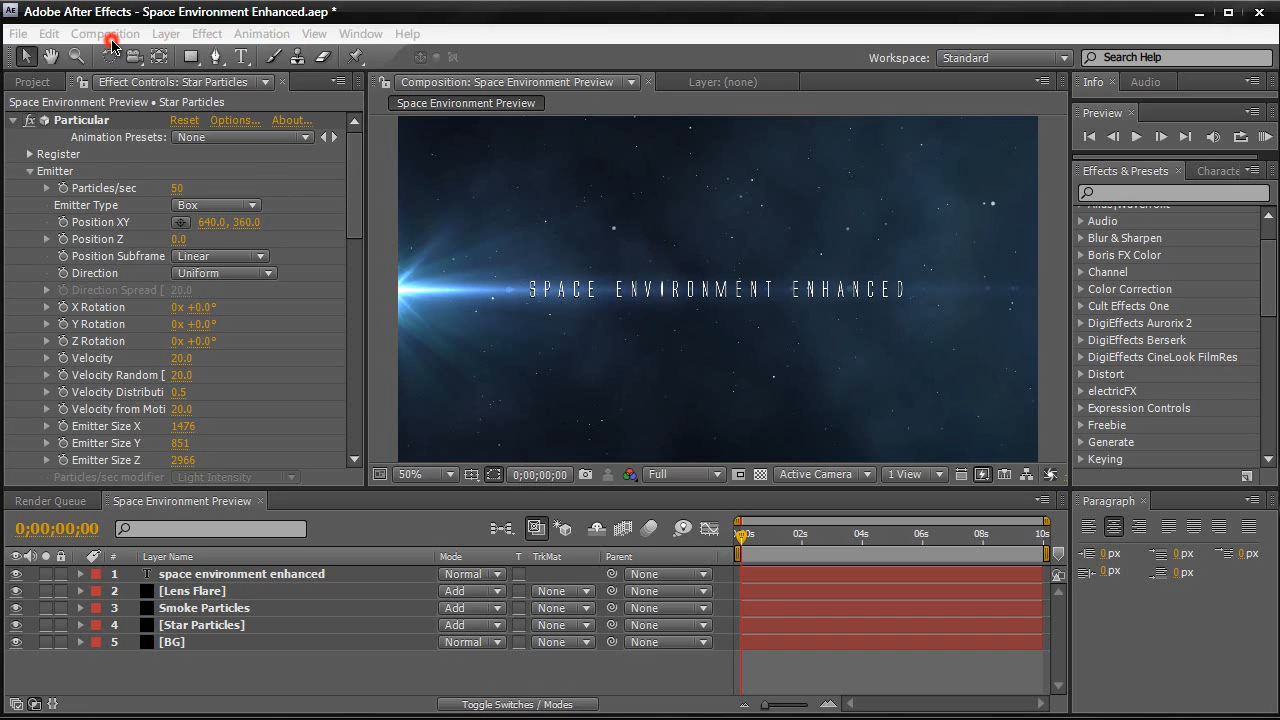 Adobe After Effects - Space Environment Enhanced.aep *
File Edit Composition Layer Effect Animation View Window Help
Workspace: Standard Search Help
Project Effect Controls: Star Particles
Space Environment Preview • Star Particles
fx Particular Reset Options... About...
Animation Presets: None
Register
Emitter
Particles/sec 50
Emitter Type Box
Position XY 640.0, 360.0
Position Z 0.0
Position Subframe Linear
Direction Uniform
Direction Spread [ 20.0
X Rotation 0x +0.0°
Y Rotation 0x +0.0°
Z Rotation 0x +0.0°
Velocity 20.0
Velocity Random [ 20.0
Velocity Distributi 0.5
Velocity from Moti 20.0
Emitter Size X 1476
Emitter Size Y 851
Emitter Size Z 2966
Particles/sec modifier Light Intensity
Composition: Space Environment Preview Layer: (none)
Space Environment Preview
SPACE ENVIRONMENT ENHANCED
50% 0;00;00;00 Full Active Camera 1 View
Info Audio
Preview
Effects & Presets Characte
Audio
Blur & Sharpen
Boris FX Color
Channel
Color Correction
Cult Effects One
DigiEffects Aurorix 2
DigiEffects Berserk
DigiEffects CineLook FilmRes
Distort
electricFX
Expression Controls
Freebie
Generate
Keying
Render Queue Space Environment Preview
0;00;00;00
02s 04s 06s 08s 10s
# Layer Name Mode T TrkMat Parent
1 T space environment enhanced Normal None
2 [Lens Flare] Add None None
3 Smoke Particles Add None None
4 [Star Particles] Add None None
5 [BG] Normal None None
Toggle Switches / Modes
Paragraph
0 px 0 px 0 px
0 px 0 px